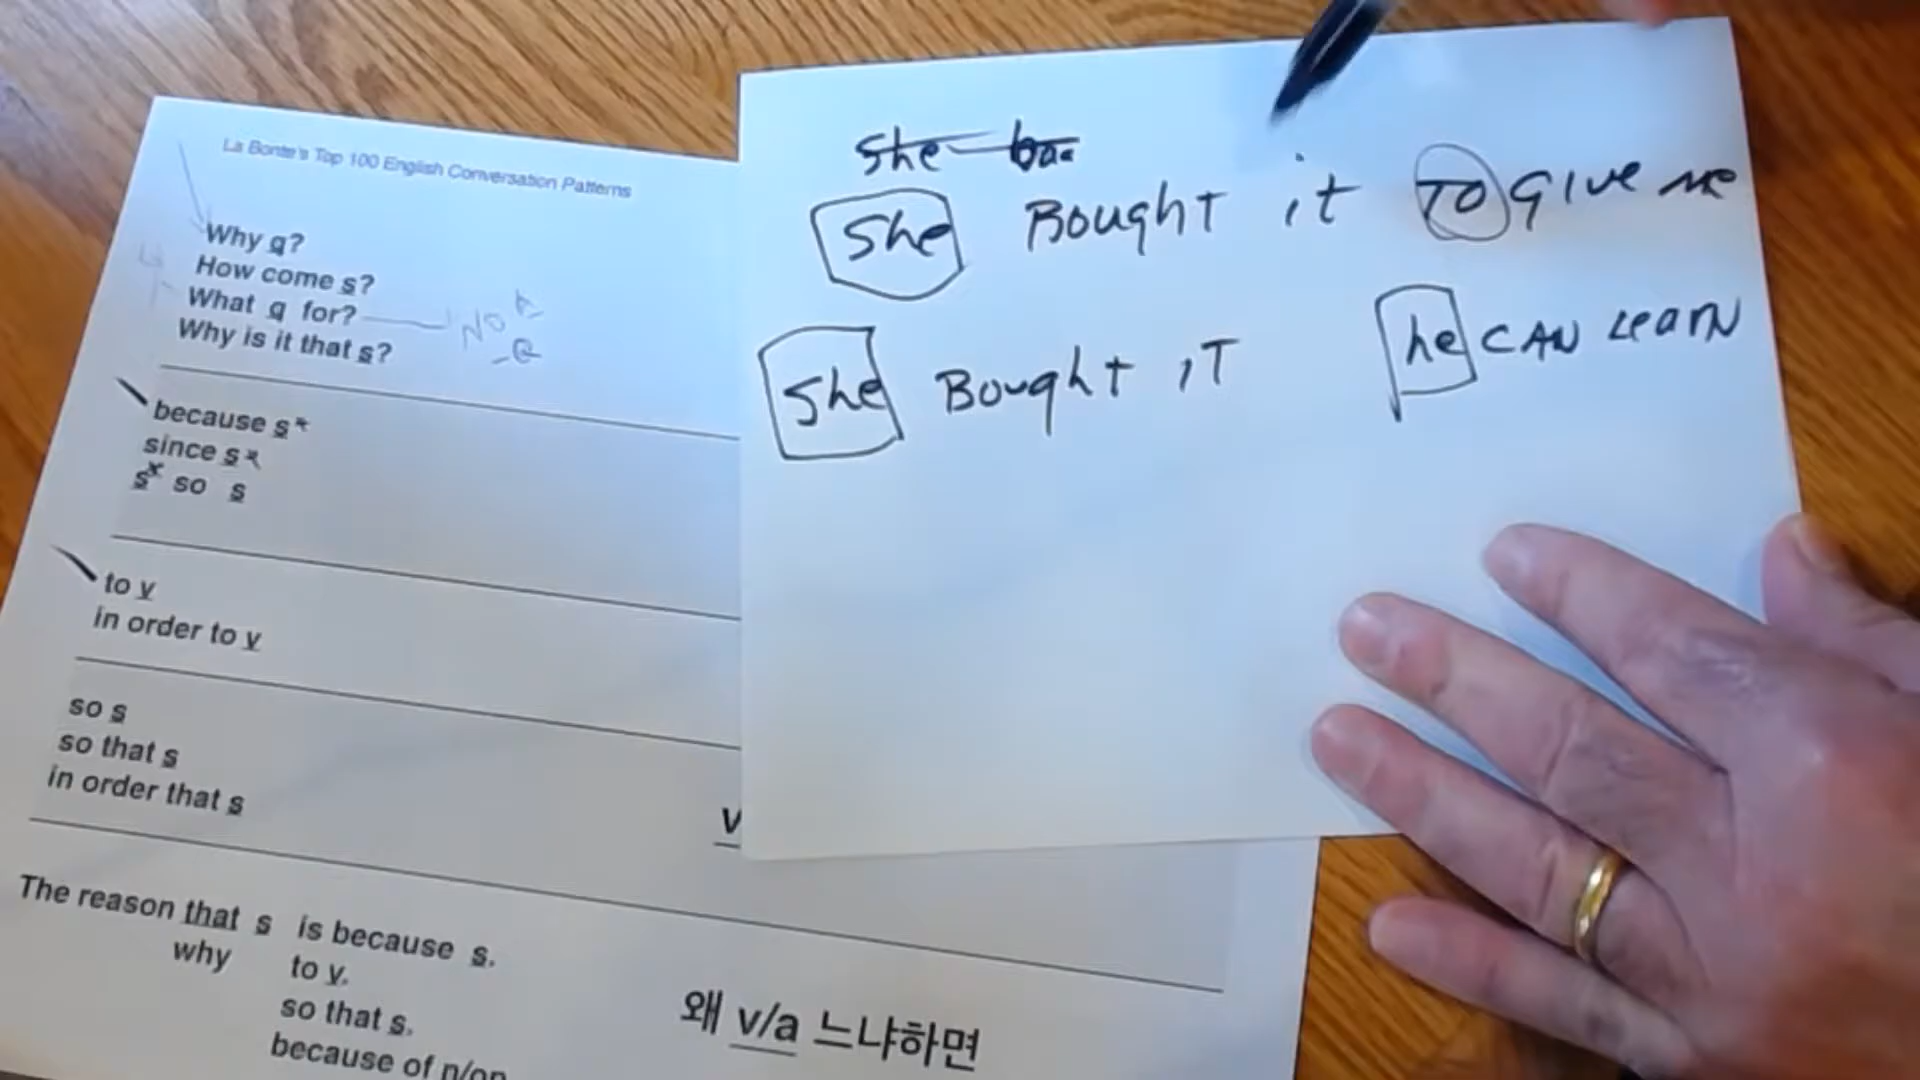 La Bonte's Top 100 English Conversation Patterns
Why q?
How come s?
What q for?
Why is it that s?
because s*
since s*
s* so s
to v
in order to v
so s
so that s
in order that s
v
The reason that s is because s.
why to v.
so that s.
because of n/
왜 v/a 느냐하면
She
She Bought it TO GIVE ME
She Bought IT he CAN Learn